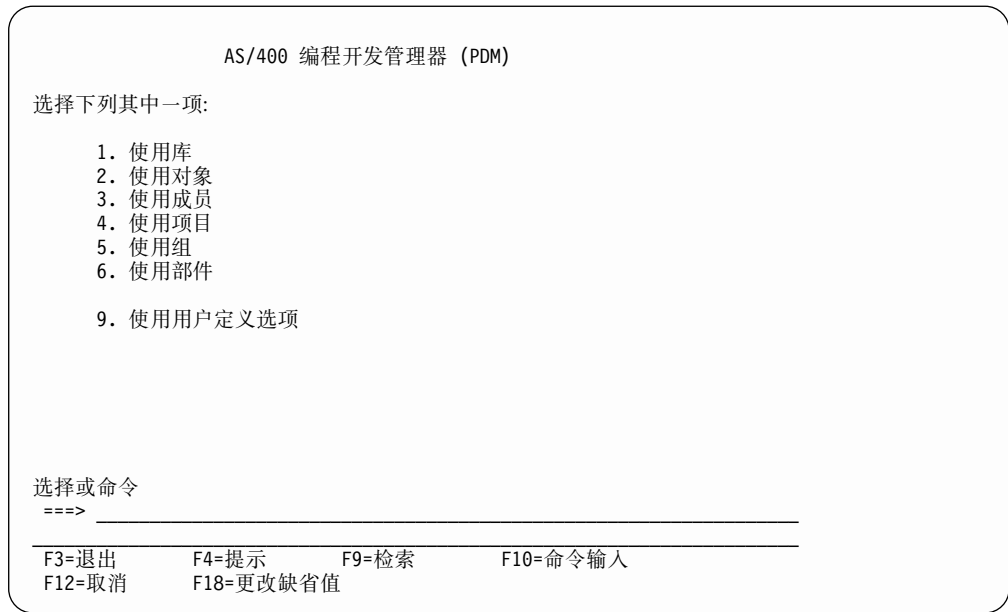 AS/400 编程开发管理器 (PDM)
选择下列其中一项:
1. 使用库
2. 使用对象
3. 使用成员
4. 使用项目
5. 使用组
6. 使用部件
9. 使用用户定义选项
选择或命令
===>
F3=退出 F4=提示 F9=检索 F10=命令输入
F12=取消 F18=更改缺省值